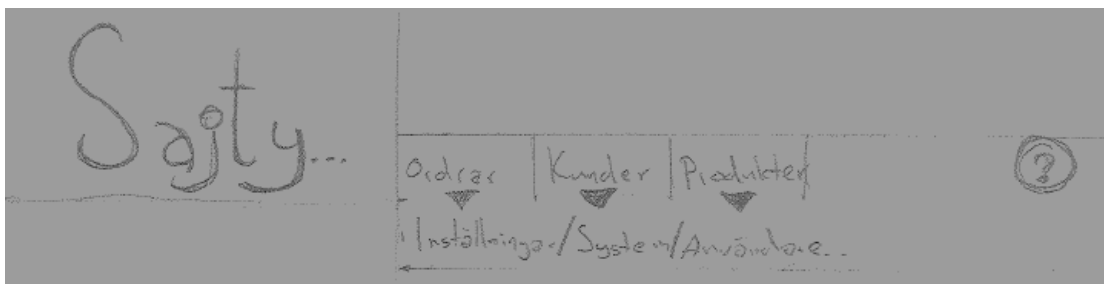 Sajty...
Ordrar Kunder Produkter ?
Inställningar/System/Användare..